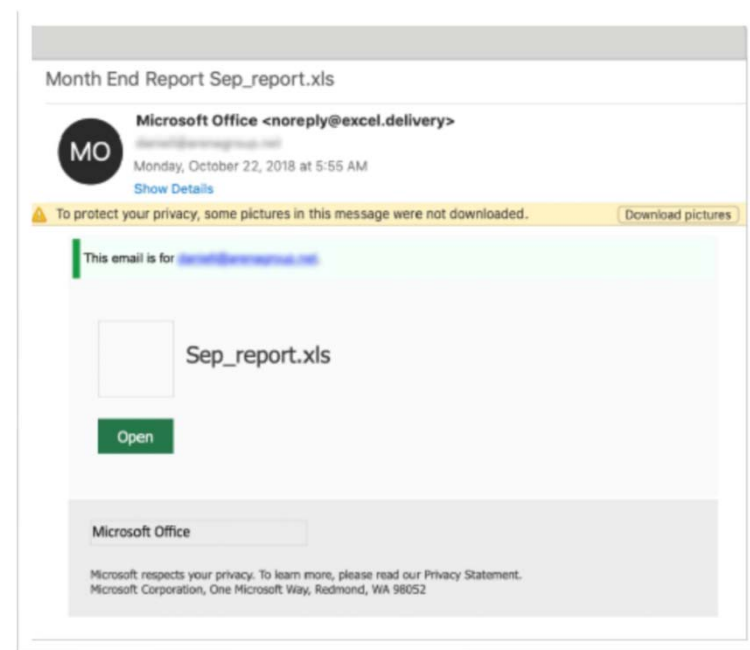 Month End Report Sep_report.xls
Microsoft Office <noreply@excel.delivery>
MO
Monday, October 22, 2018 at 5:55 AM
Show Details
To protect your privacy, some pictures in this message were not downloaded.
Download pictures
This email is for
Sep_report.xls
Open
Microsoft Office
Microsoft respects your privacy. To learn more, please read our Privacy Statement.
Microsoft Corporation, One Microsoft Way, Redmond, WA 98052